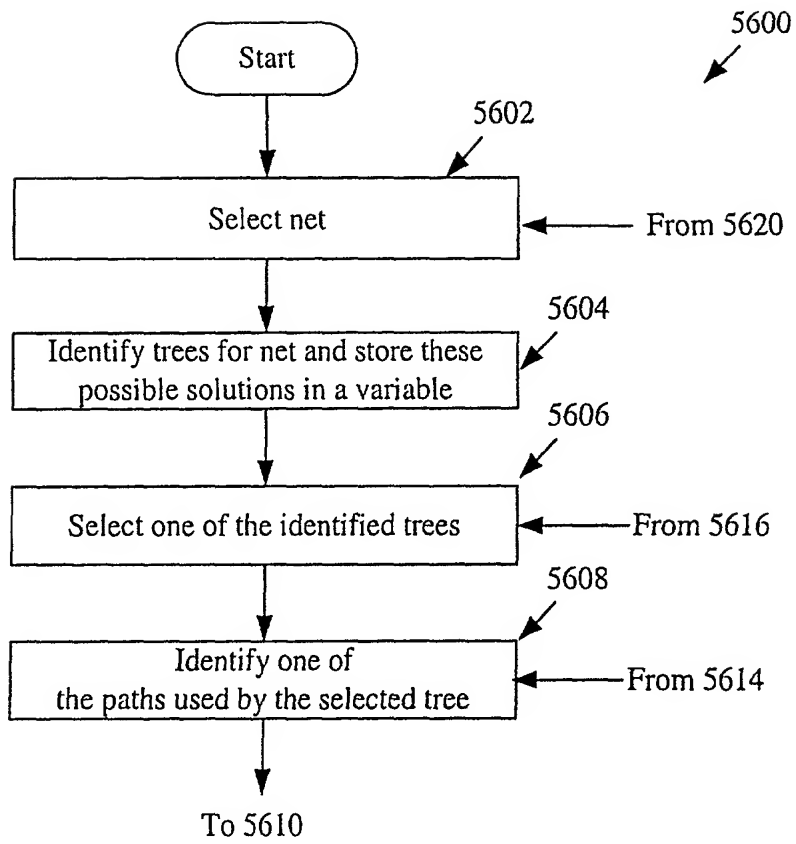 5600
Start
5602
Select net
From 5620
5604
Identify trees for net and store these
possible solutions in a variable
5606
Select one of the identified trees
From 5616
5608
Identify one of
the paths used by the selected tree
From 5614
To 5610